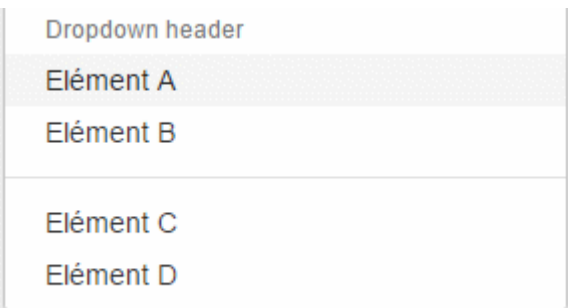 Dropdown header
Elément A
Elément B
Elément C
Elément D